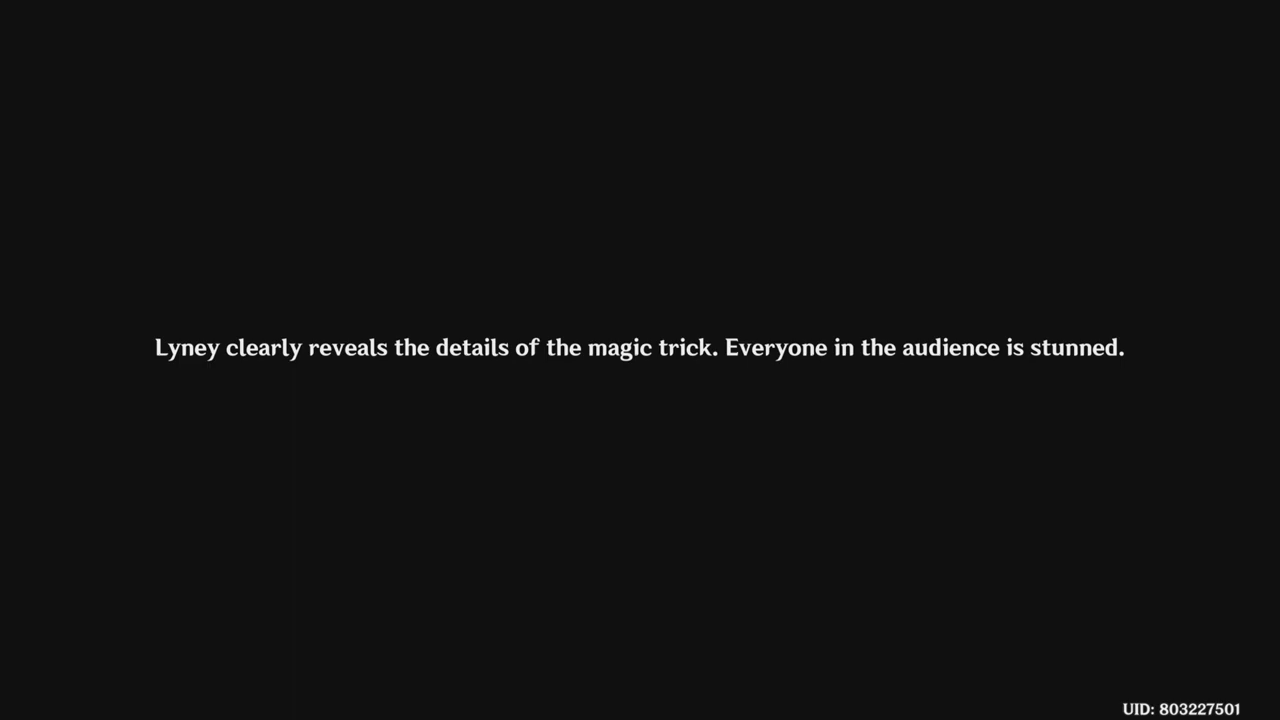 Lyney clearly reveals the details of the magic trick. Everyone in the audience is stunned.
UID: 803227501